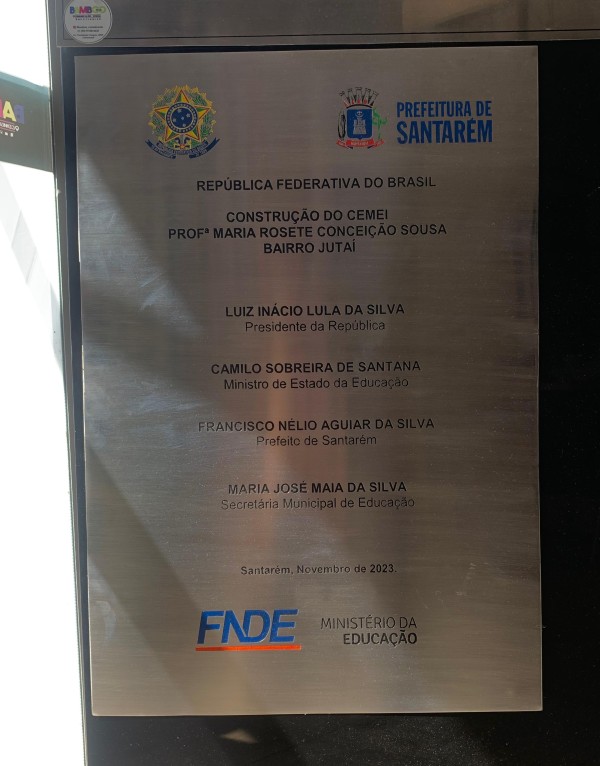 PREFEITURA DE
SANTARÉM
REPÚBLICA FEDERATIVA DO BRASIL
CONSTRUÇÃO DO CEMEI
PROFª MARIA ROSETE CONCEIÇÃO SOUSA
BAIRRO JUTAÍ
LUIZ INÁCIO LULA DA SILVA
Presidente da República
CAMILO SOBREIRA DE SANTANA
Ministro de Estado da Educação
FRANCISCO NÉLIO AGUIAR DA SILVA
Prefeito de Santarém
MARIA JOSÉ MAIA DA SILVA
Secretária Municipal de Educação
Santarém, Novembro de 2023.
FNDE
MINISTÉRIO DA
EDUCAÇÃO